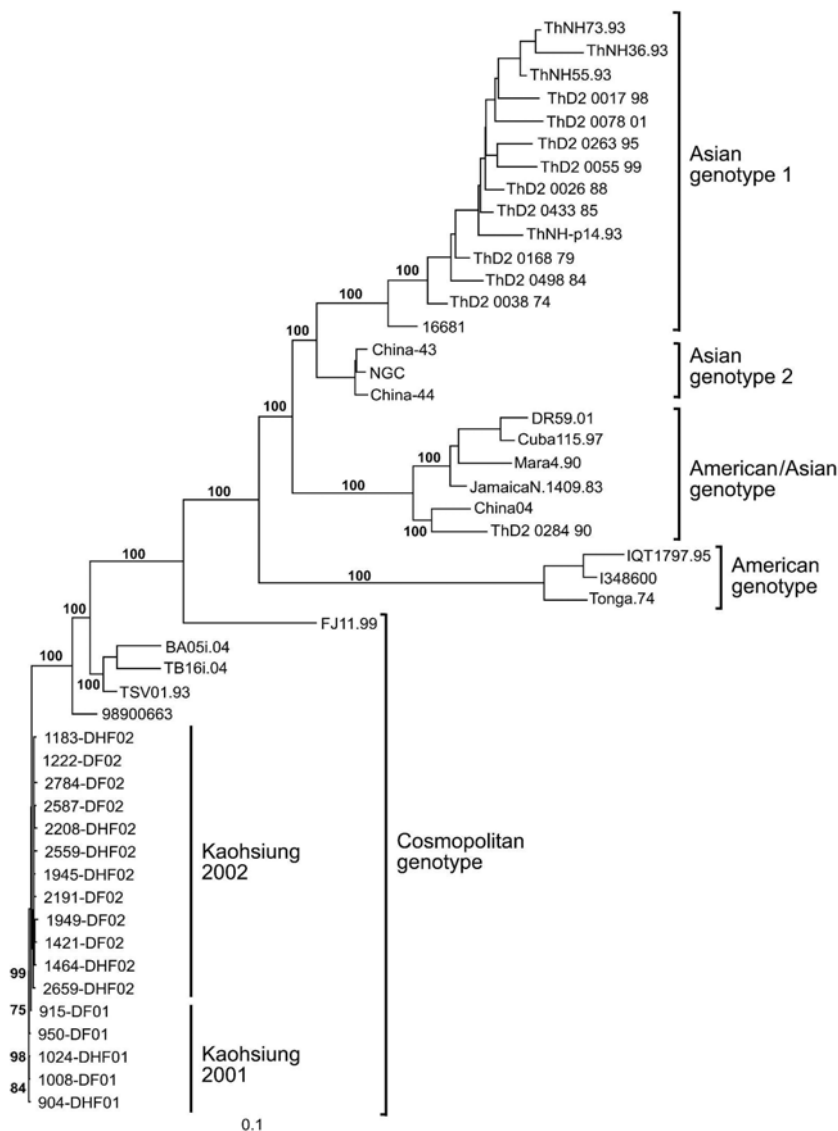 ThNH73.93
ThNH36.93
ThNH55.93
ThD2 0017 98
ThD2 0078 01
ThD2 0263 95
ThD2 0055 99
ThD2 0026 88
ThD2 0433 85
ThNH-p14.93
ThD2 0168 79
ThD2 0498 84
ThD2 0038 74
16681
Asian
genotype 1
100
100
China-43
NGC
China-44
Asian
genotype 2
100
DR59.01
Cuba115.97
Mara4.90
JamaicaN.1409.83
China04
ThD2 0284 90
American/Asian
genotype
100
100
100
100
IQT1797.95
I348600
Tonga.74
American
genotype
100
100
FJ11.99
BA05i.04
TB16i.04
TSV01.93
98900663
100
100
100
1183-DHF02
1222-DF02
2784-DF02
2587-DF02
2208-DHF02
2559-DHF02
1945-DHF02
2191-DF02
1949-DF02
1421-DF02
1464-DHF02
2659-DHF02
Kaohsiung
2002
Cosmopolitan
genotype
99
75
915-DF01
950-DF01
1024-DHF01
1008-DF01
904-DHF01
98
84
Kaohsiung
2001
0.1